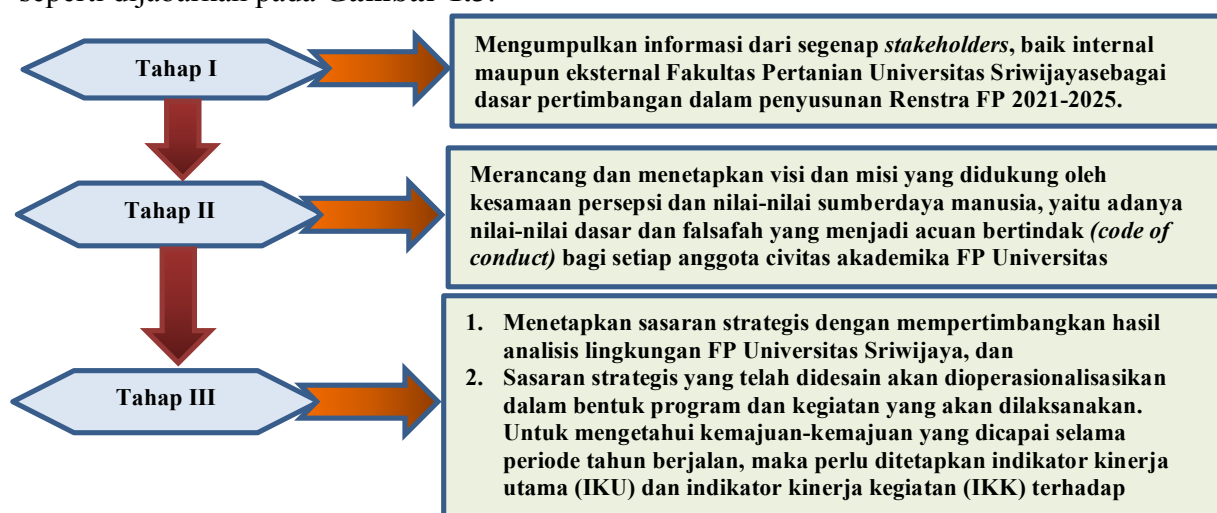 Tahap I
Mengumpulkan informasi dari segenap stakeholders, baik internal
maupun eksternal Fakultas Pertanian Universitas Sriwijayasebagai
dasar pertimbangan dalam penyusunan Renstra FP 2021-2025.
Tahap II
Merancang dan menetapkan visi dan misi yang didukung oleh
kesamaan persepsi dan nilai-nilai sumberdaya manusia, yaitu adanya
nilai-nilai dasar dan falsafah yang menjadi acuan bertindak (code of
conduct) bagi setiap anggota civitas akademika FP Universitas
Tahap III
1. Menetapkan sasaran strategis dengan mempertimbangkan hasil
analisis lingkungan FP Universitas Sriwijaya, dan
2. Sasaran strategis yang telah didesain akan dioperasionalisasikan
dalam bentuk program dan kegiatan yang akan dilaksanakan.
Untuk mengetahui kemajuan-kemajuan yang dicapai selama
periode tahun berjalan, maka perlu ditetapkan indikator kinerja
utama (IKU) dan indikator kinerja kegiatan (IKK) terhadap